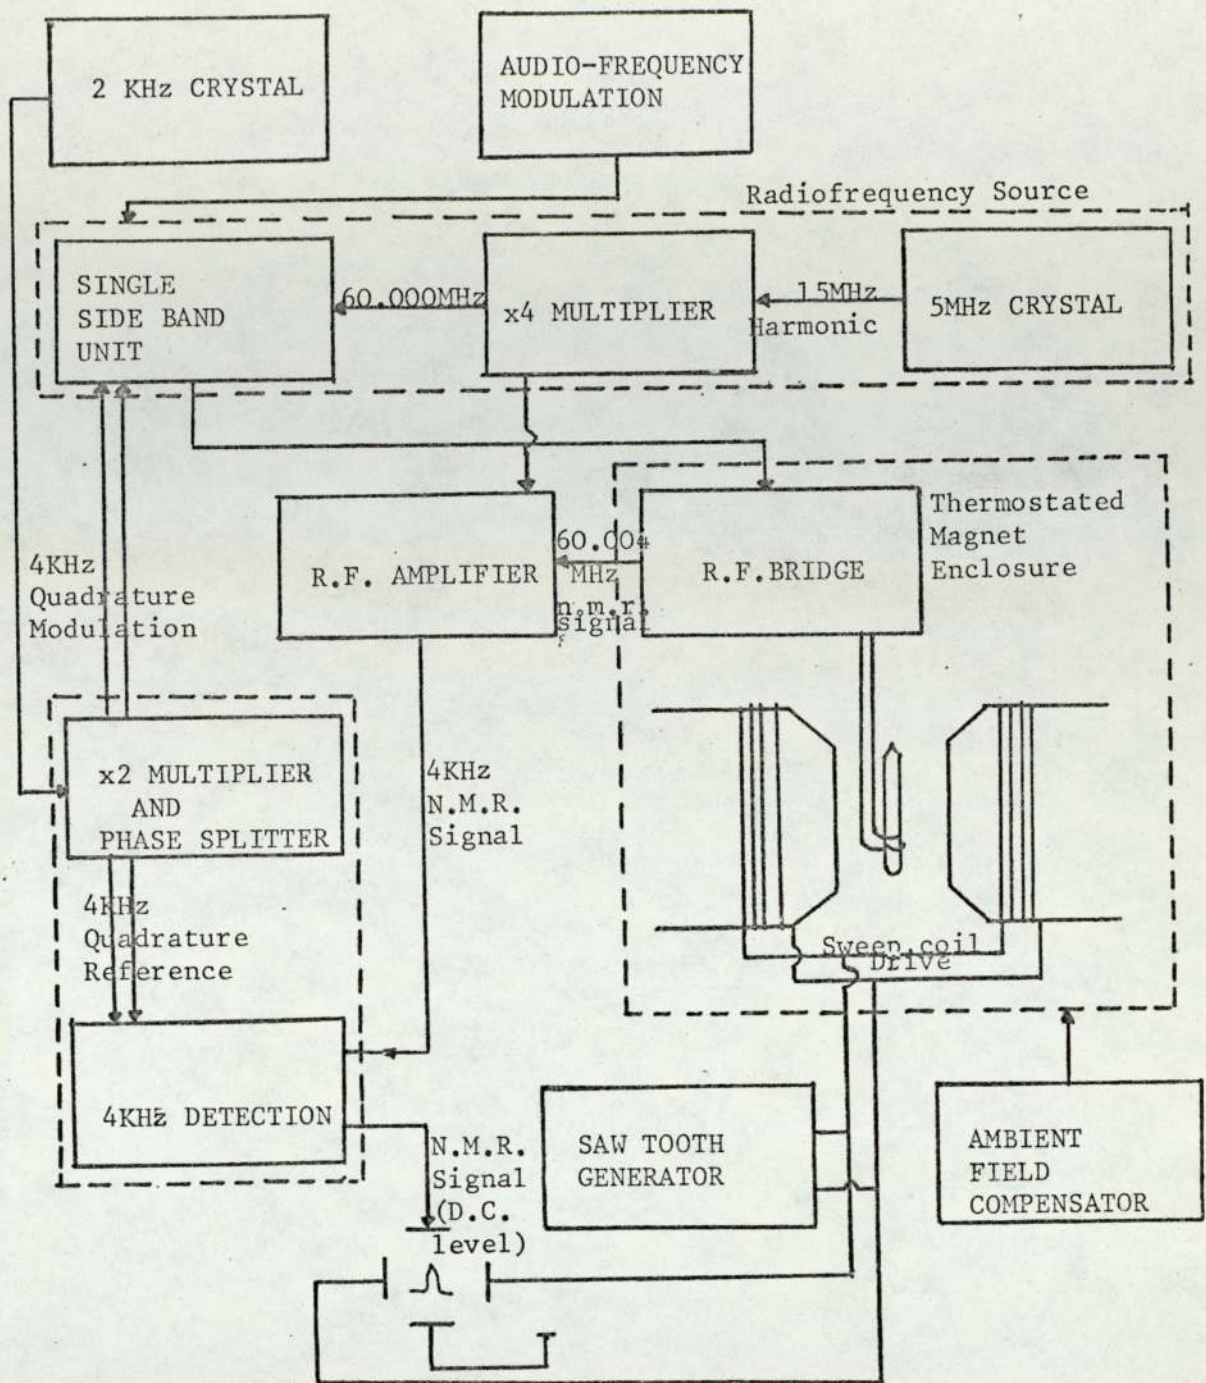 2 KHz CRYSTAL
AUDIO-FREQUENCY
MODULATION
Radiofrequency Source
SINGLE
SIDE BAND
UNIT
60.000MHz
x4 MULTIPLIER
15MHz
Harmonic
5MHz CRYSTAL
4KHz
Quadrature
Modulation
R.F. AMPLIFIER
60.004
MHz
n.m.r.
signal
R.F.BRIDGE
Thermostated
Magnet
Enclosure
x2 MULTIPLIER
AND
PHASE SPLITTER
4KHz
N.M.R.
Signal
4KHz
Quadrature
Reference
Sweep coil
Drive
4KHz DETECTION
N.M.R.
Signal
(D.C.
level)
SAW TOOTH
GENERATOR
AMBIENT
FIELD
COMPENSATOR